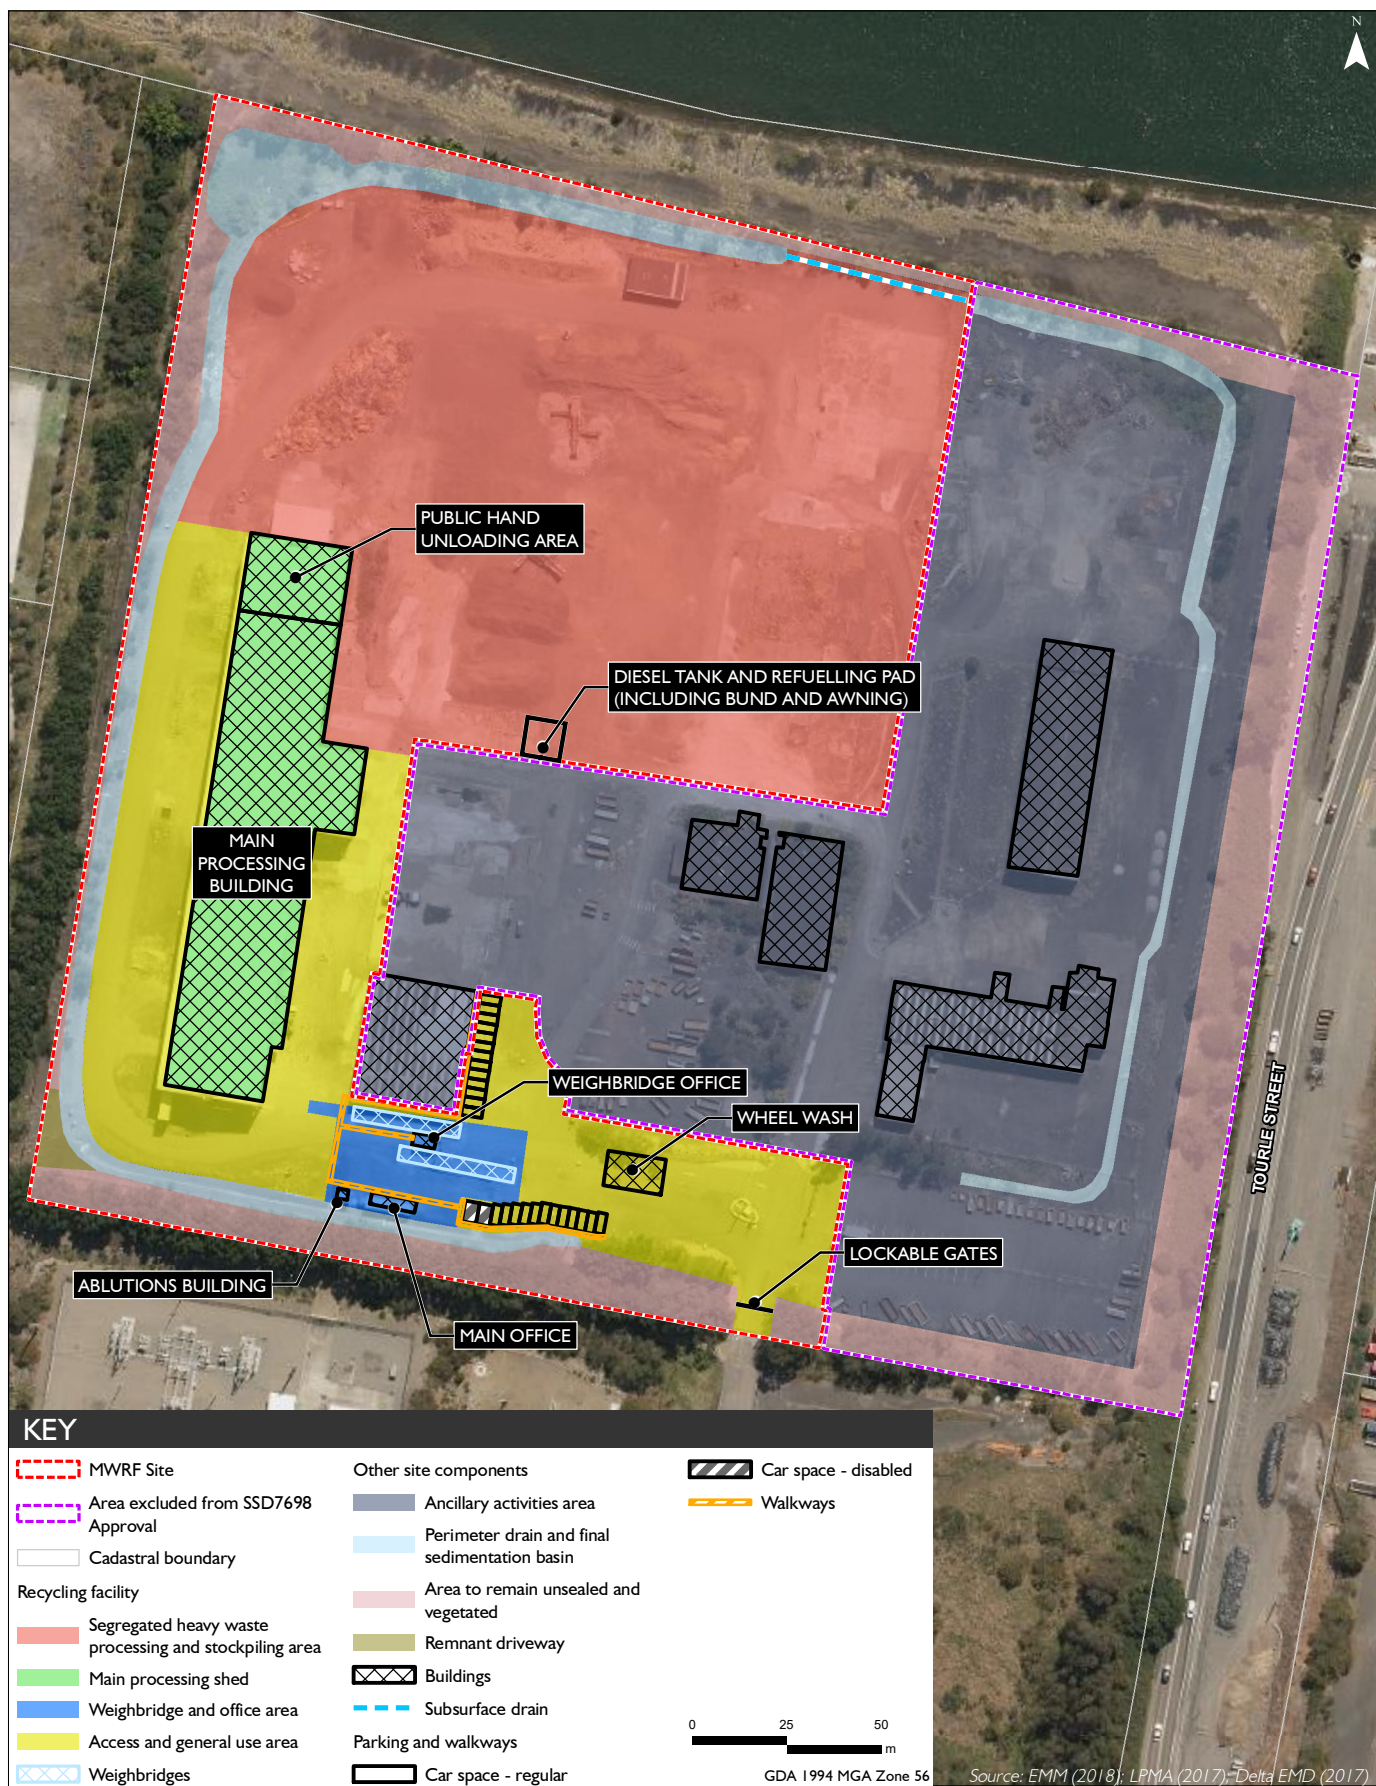 N
PUBLIC HAND
UNLOADING AREA
DIESEL TANK AND REFUELLING PAD
(INCLUDING BUND AND AWNING)
MAIN
PROCESSING
BUILDING
WEIGHBRIDGE OFFICE
WHEEL WASH
TOURLE STREET
LOCKABLE GATES
ABLUTIONS BUILDING
MAIN OFFICE
KEY
MWRF Site
Area excluded from SSD7698
Approval
Cadastral boundary
Recycling facility
Segregated heavy waste
processing and stockpiling area
Main processing shed
Weighbridge and office area
Access and general use area
Weighbridges
Other site components
Ancillary activities area
Perimeter drain and final
sedimentation basin
Area to remain unsealed and
vegetated
Remnant driveway
Buildings
Subsurface drain
Parking and walkways
Car space - regular
Car space - disabled
Walkways
0 25 50
m
GDA 1994 MGA Zone 56
Source: EMM (2018); LPMA (2017); Delta EMD (2017)